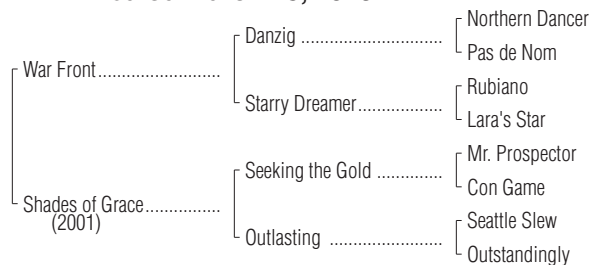 Northern Dancer
Danzig ..................................
Pas de Nom
War Front.............................
Rubiano
Starry Dreamer ....................
Lara's Star
Mr. Prospector
Seeking the Gold ................
Con Game
Shades of Grace..................
(2001)
Seattle Slew
Outlasting ...........................
Outstandingly